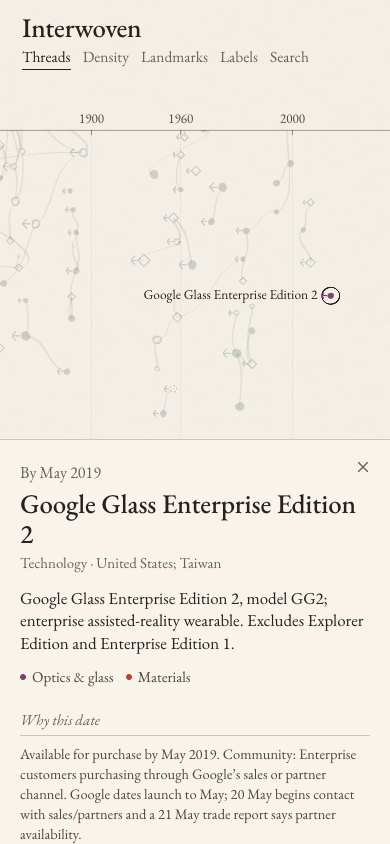 Interwoven
Threads Density Landmarks Labels Search
1900 1960 2000
Google Glass Enterprise Edition 2
By May 2019
Google Glass Enterprise Edition
2
Technology · United States; Taiwan
Google Glass Enterprise Edition 2, model GG2;
enterprise assisted-reality wearable. Excludes Explorer
Edition and Enterprise Edition 1.
Optics & glass Materials
Why this date
Available for purchase by May 2019. Community: Enterprise
customers purchasing through Google’s sales or partner
channel. Google dates launch to May; 20 May begins contact
with sales/partners and a 21 May trade report says partner
availability.